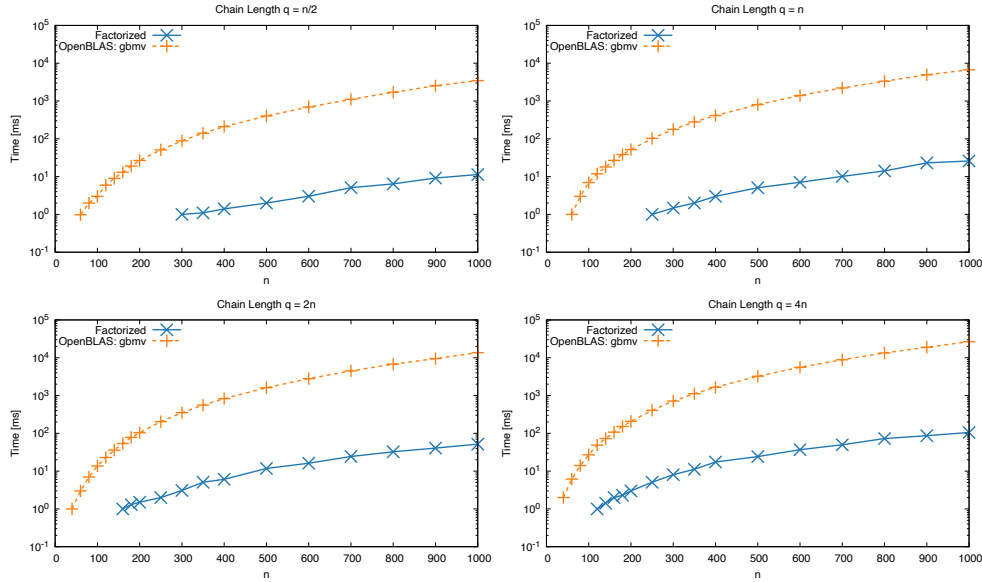 Chain Length q = n/2
Factorized
OpenBLAS: gbmv
Time [ms]
10^5
10^4
10^3
10^2
10^1
10^0
10^-1
0 100 200 300 400 500 600 700 800 900 1000
n
Chain Length q = n
Factorized
OpenBLAS: gbmv
Time [ms]
10^5
10^4
10^3
10^2
10^1
10^0
10^-1
0 100 200 300 400 500 600 700 800 900 1000
n
Chain Length q = 2n
Factorized
OpenBLAS: gbmv
Time [ms]
10^5
10^4
10^3
10^2
10^1
10^0
10^-1
0 100 200 300 400 500 600 700 800 900 1000
n
Chain Length q = 4n
Factorized
OpenBLAS: gbmv
Time [ms]
10^5
10^4
10^3
10^2
10^1
10^0
10^-1
0 100 200 300 400 500 600 700 800 900 1000
n